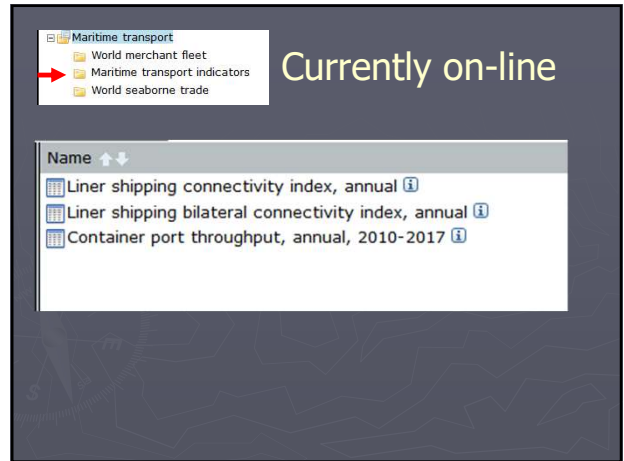 Maritime transport
World merchant fleet
Maritime transport indicators
World seaborne trade
Currently on-line
Name
Liner shipping connectivity index, annual
Liner shipping bilateral connectivity index, annual
Container port throughput, annual, 2010-2017
m
S